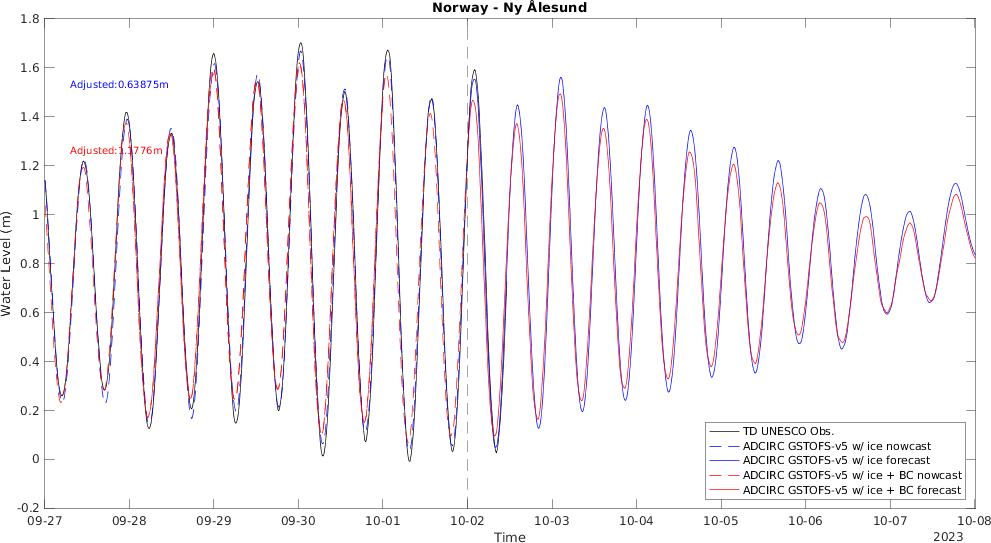 Norway - Ny Ålesund
1.8
1.6
1.4
1.2
1
0.8
0.6
0.4
0.2
0
-0.2
Water Level (m)
Adjusted:0.63875m
Adjusted:1.1776m
TD UNESCO Obs.
ADCIRC GSTOFS-v5 w/ ice nowcast
ADCIRC GSTOFS-v5 w/ ice forecast
ADCIRC GSTOFS-v5 w/ ice + BC nowcast
ADCIRC GSTOFS-v5 w/ ice + BC forecast
09-27 09-28 09-29 09-30 10-01 10-02 10-03 10-04 10-05 10-06 10-07 10-08
2023
Time